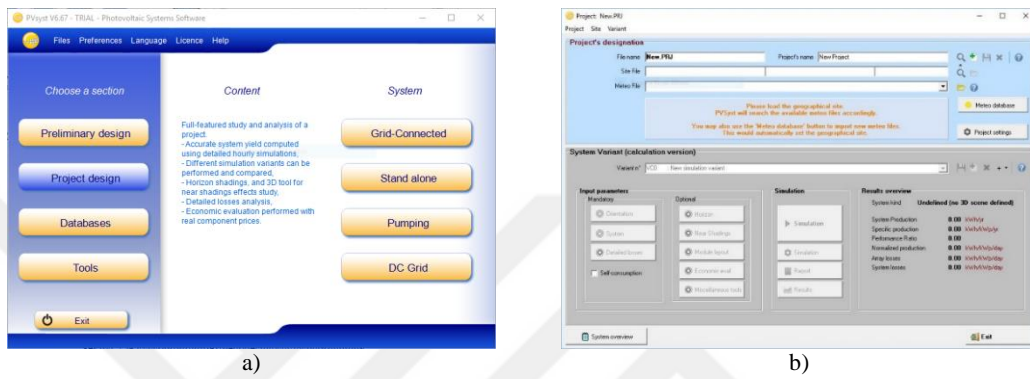 PVsyst V6.67 - TRIAL - Photovoltaic Systems Software
Files Preferences Language Licence Help
Choose a section
Content
System
Preliminary design
Project design
Databases
Tools
Exit
Full-featured study and analysis of a
project.
- Accurate system yield computed
using detailed hourly simulations,
- Different simulation variants can be
performed and compared,
- Horizon shadings, and 3D tool for
near shadings effects study,
- Detailed losses analysis,
- Economic evaluation performed with
real component prices.
Grid-Connected
Stand alone
Pumping
DC Grid
a)
Project: New.PRJ
Project Site Variant
Project's designation
File name New.PRJ Project's name New Project
Site File
Meteo File
Please load the geographical site.
PVSyst will search the available meteo files accordingly.
You may also use the 'Meteo database' button to import new meteo files.
This would automatically set the geographical site.
Meteo database
Project settings
System Variant (calculation version)
Variant n° VC0 : New simulation variant
Input parameters
Mandatory
Orientation
System
Detailed losses
Self-consumption
Optional
Horizon
Near Shadings
Module layout
Economic eval.
Miscellaneous tools
Simulation
Simulation
Simulation
Report
Results
Results overview
System kind Undefined (no 3D scene defined)
System Production 0.00 kWh/yr
Specific production 0.00 kWh/kWp/yr
Performance Ratio 0.00
Normalized production 0.00 kWh/kWp/day
Array losses 0.00 kWh/kWp/day
System losses 0.00 kWh/kWp/day
System overview
Exit
b)